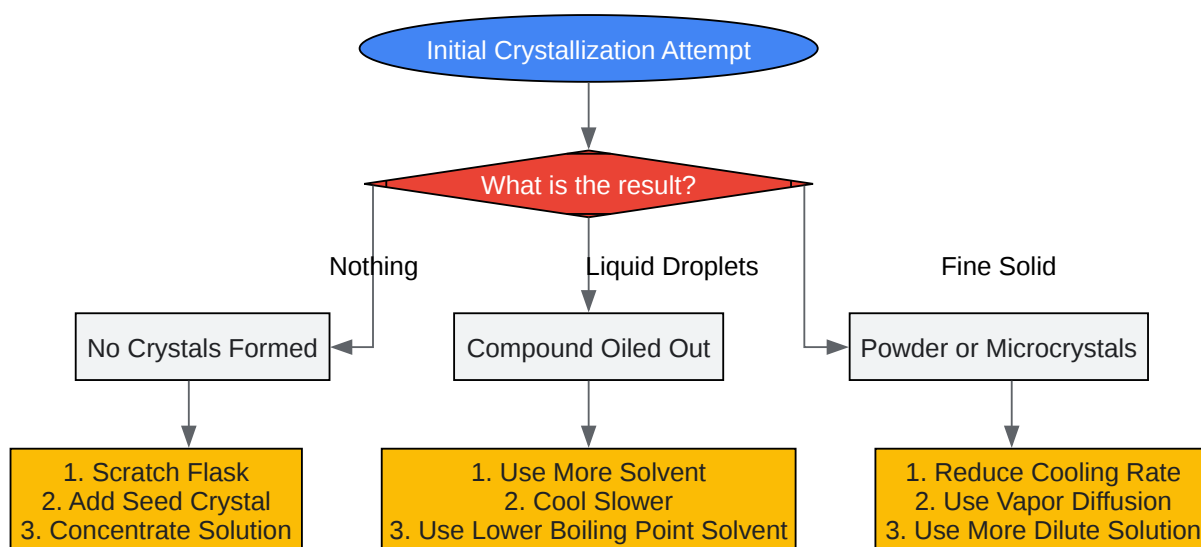 Initial Crystallization Attempt
What is the result?
Nothing
Liquid Droplets
Fine Solid
No Crystals Formed
Compound Oiled Out
Powder or Microcrystals
1. Scratch Flask
2. Add Seed Crystal
3. Concentrate Solution
1. Use More Solvent
2. Cool Slower
3. Use Lower Boiling Point Solvent
1. Reduce Cooling Rate
2. Use Vapor Diffusion
3. Use More Dilute Solution